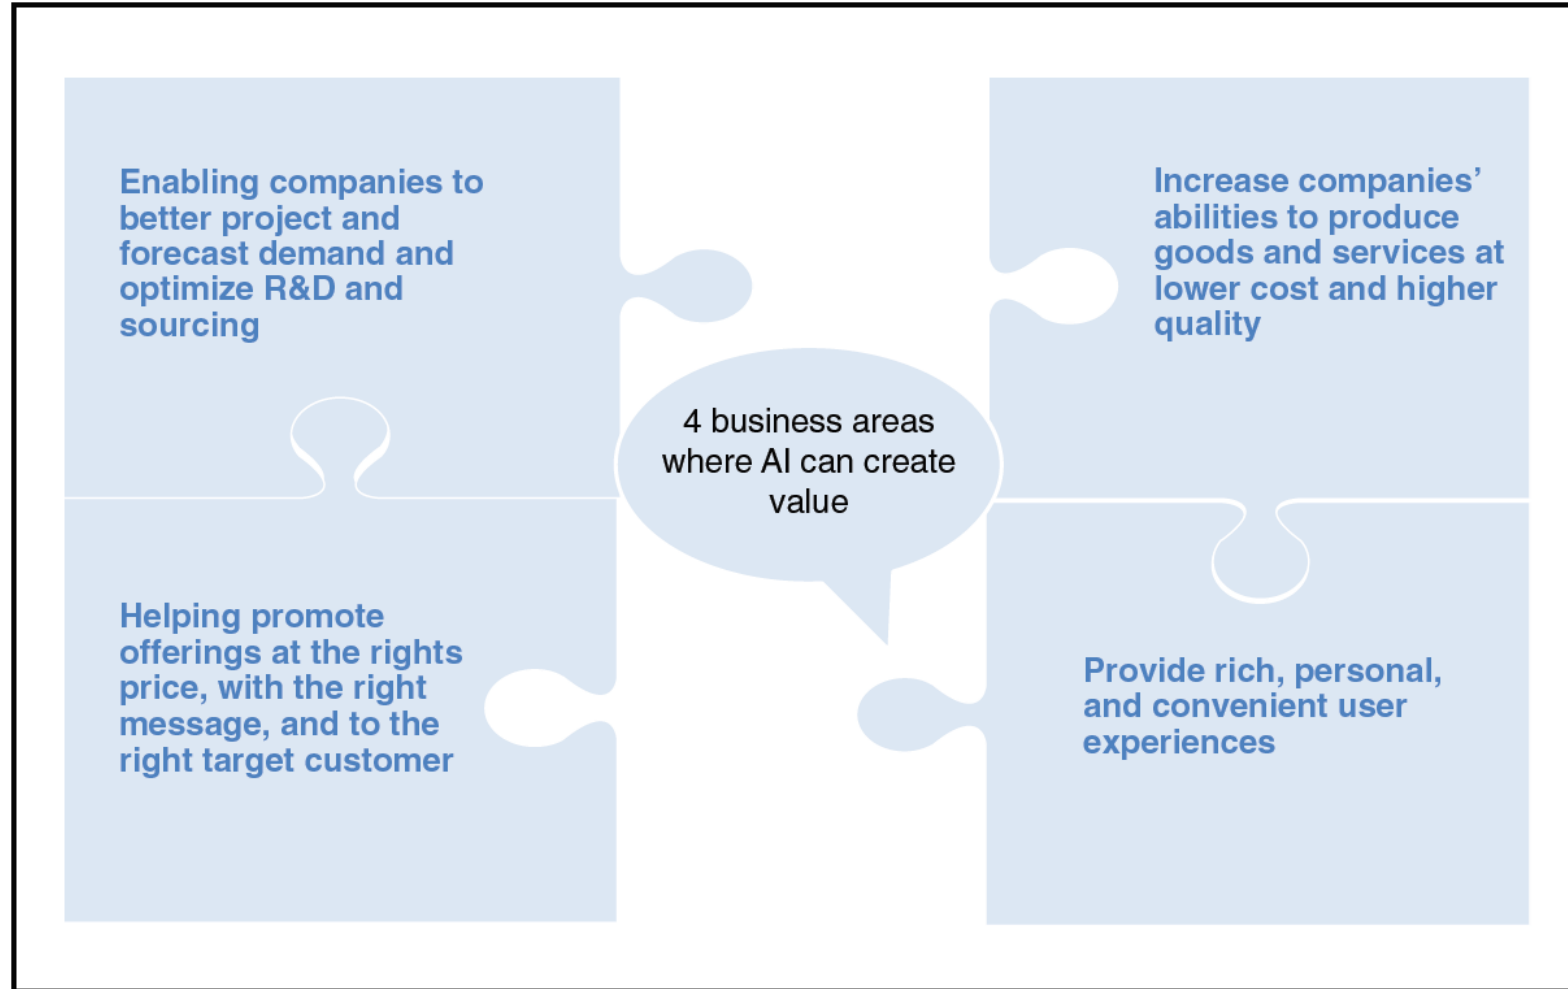 Enabling companies to
better project and
forecast demand and
optimize R&D and
sourcing
Increase companies’
abilities to produce
goods and services at
lower cost and higher
quality
4 business areas
where AI can create
value
Helping promote
offerings at the rights
price, with the right
message, and to the
right target customer
Provide rich, personal,
and convenient user
experiences